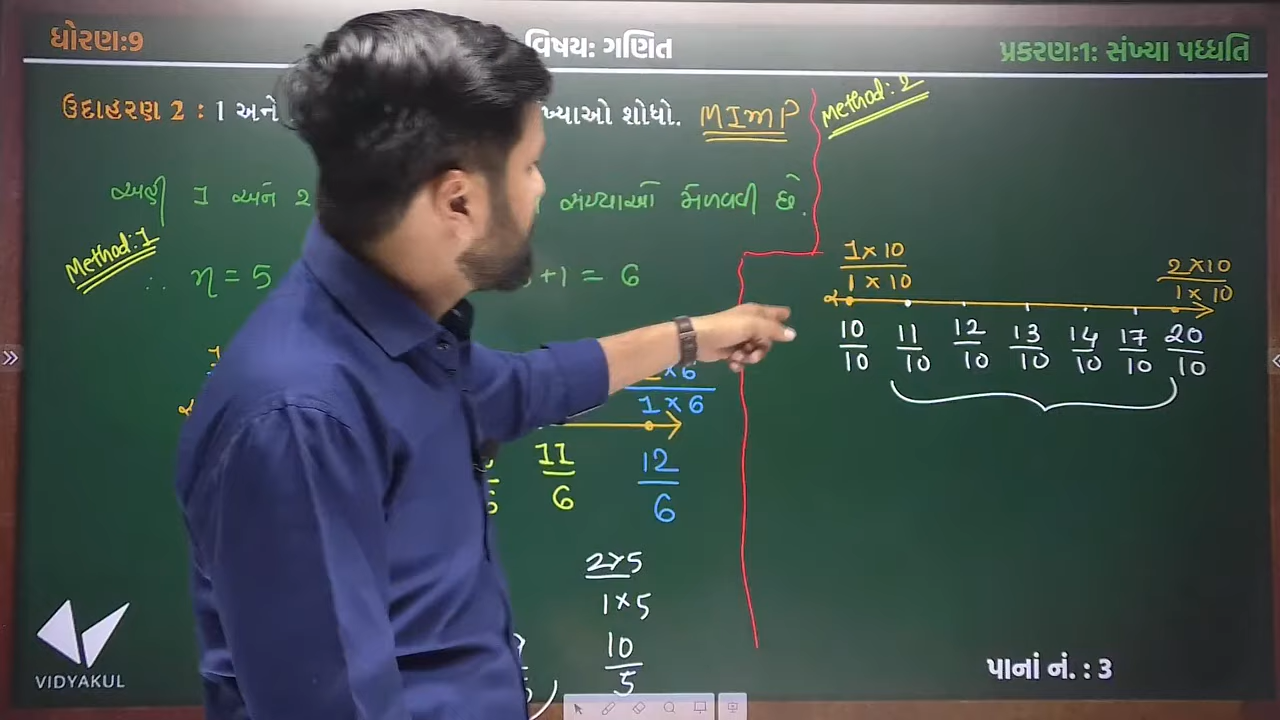 ધોરણ:9
વિષય: ગણિત
પ્રકરણ:1: સંખ્યા પધ્ધતિ
ઉદાહરણ 2 : 1 અને
શોધો. MIMP
અહીં 1 અને 2
સંખ્યાઓ મેળવવી છે.
Method:1
∴ n = 5
+1 = 6
×6
1 × 6
11
6
12
6
2×5
1×5
10
5
Method:2
1×10
1 × 10
2 ×10
1 × 10
10 11 12 13 14 17 20
10 10 10 10 10 10 10
પાનાં નં. : 3
VIDYAKUL